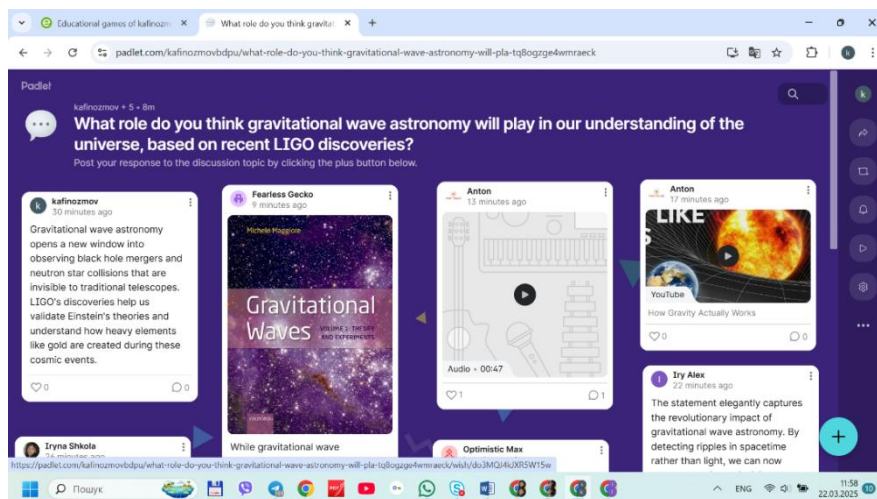 Educational games of kafinozm
What role do you think gravitat
padlet.com/kafinozmovbdpu/what-role-do-you-think-gravitational-wave-astronomy-will-pla-tq8ogzge4wmraeck
k
Padlet
kafinozmov + 5 • 8m
What role do you think gravitational wave astronomy will play in our understanding of the
universe, based on recent LIGO discoveries?
Post your response to the discussion topic by clicking the plus button below.
k
k
kafinozmov
30 minutes ago
Gravitational wave astronomy
opens a new window into
observing black hole mergers and
neutron star collisions that are
invisible to traditional telescopes.
LIGO's discoveries help us
validate Einstein's theories and
understand how heavy elements
like gold are created during these
cosmic events.
0
0
Iryna Shkola
Fearless Gecko
9 minutes ago
Michele Maggiore
Gravitational
Waves
VOLUME 1: THEORY
AND EXPERIMENTS
While gravitational wave
Anton
13 minutes ago
Audio • 00:47
1
1
Optimistic Max
Anton
17 minutes ago
LIKE
YouTube
How Gravity Actually Works
0
0
I
Iry Alex
22 minutes ago
The statement elegantly captures
the revolutionary impact of
gravitational wave astronomy. By
detecting ripples in spacetime
rather than light, we can now
https://padlet.com/kafinozmovbdpu/what-role-do-you-think-gravitational-wave-astronomy-will-pla-tq8ogzge4wmraeck/wish/do3MQJ4kJXR5W15w
Пошук
ENG
11:58
22.03.2025